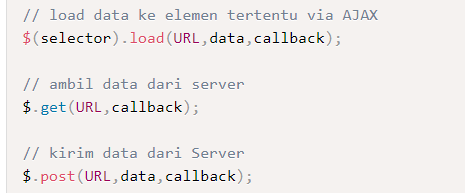 // load data ke elemen tertentu via AJAX
$(selector).load(URL,data,callback);
// ambil data dari server
$.get(URL,callback);
// kirim data dari Server
$.post(URL,data,callback);